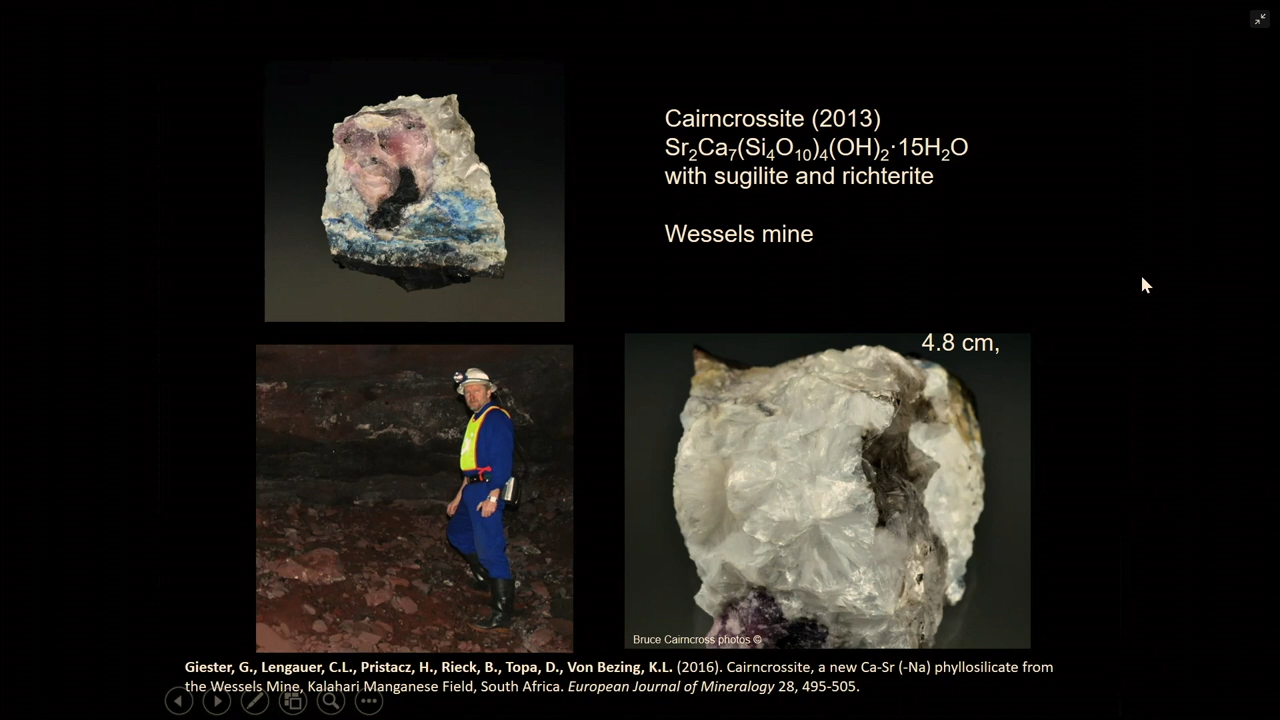 Cairncrossite (2013)
Sr₂Ca₇(Si₄O₁₀)₄(OH)₂·15H₂O
with sugilite and richterite
Wessels mine
4.8 cm,
Bruce Cairncross photos ©
Giester, G., Lengauer, C.L., Pristacz, H., Rieck, B., Topa, D., Von Bezing, K.L. (2016). Cairncrossite, a new Ca-Sr (-Na) phyllosilicate from
the Wessels Mine, Kalahari Manganese Field, South Africa. European Journal of Mineralogy 28, 495-505.